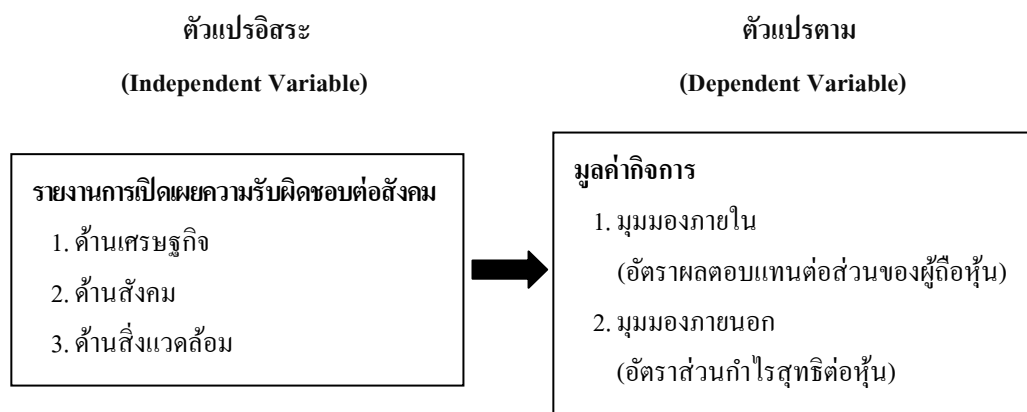 ตัวแปรอิสระ
(Independent Variable)
รายงานการเปิดเผยความรับผิดชอบต่อสังคม
1. ด้านเศรษฐกิจ
2. ด้านสังคม
3. ด้านสิ่งแวดล้อม
ตัวแปรตาม
(Dependent Variable)
มูลค่ากิจการ
1. มุมมองภายใน
(อัตราผลตอบแทนต่อส่วนของผู้ถือหุ้น)
2. มุมมองภายนอก
(อัตราส่วนกำไรสุทธิต่อหุ้น)